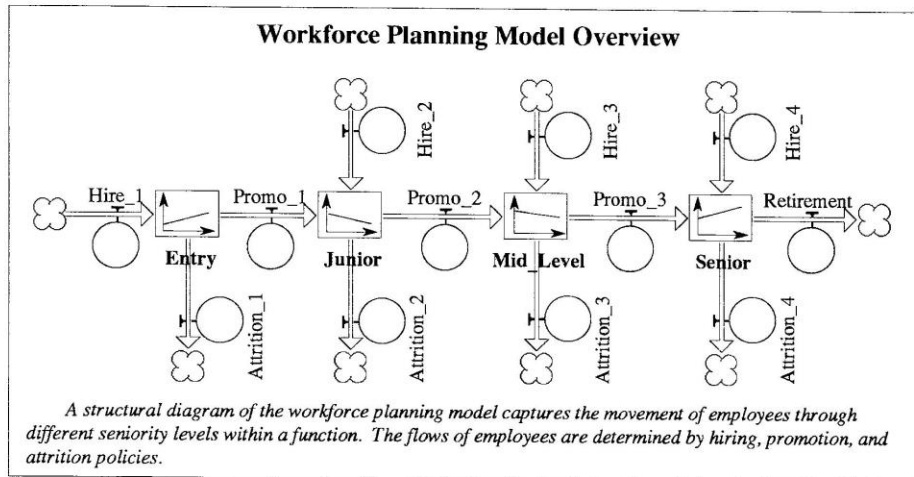 Workforce Planning Model Overview
Hire_2
Hire_3
Hire_4
Hire_1
Promo_1
Promo_2
Promo_3
Retirement
Entry
Junior
Mid_Level
Senior
Attrition_1
Attrition_2
Attrition_3
Attrition_4
A structural diagram of the workforce planning model captures the movement of employees through
different seniority levels within a function. The flows of employees are determined by hiring, promotion, and
attrition policies.